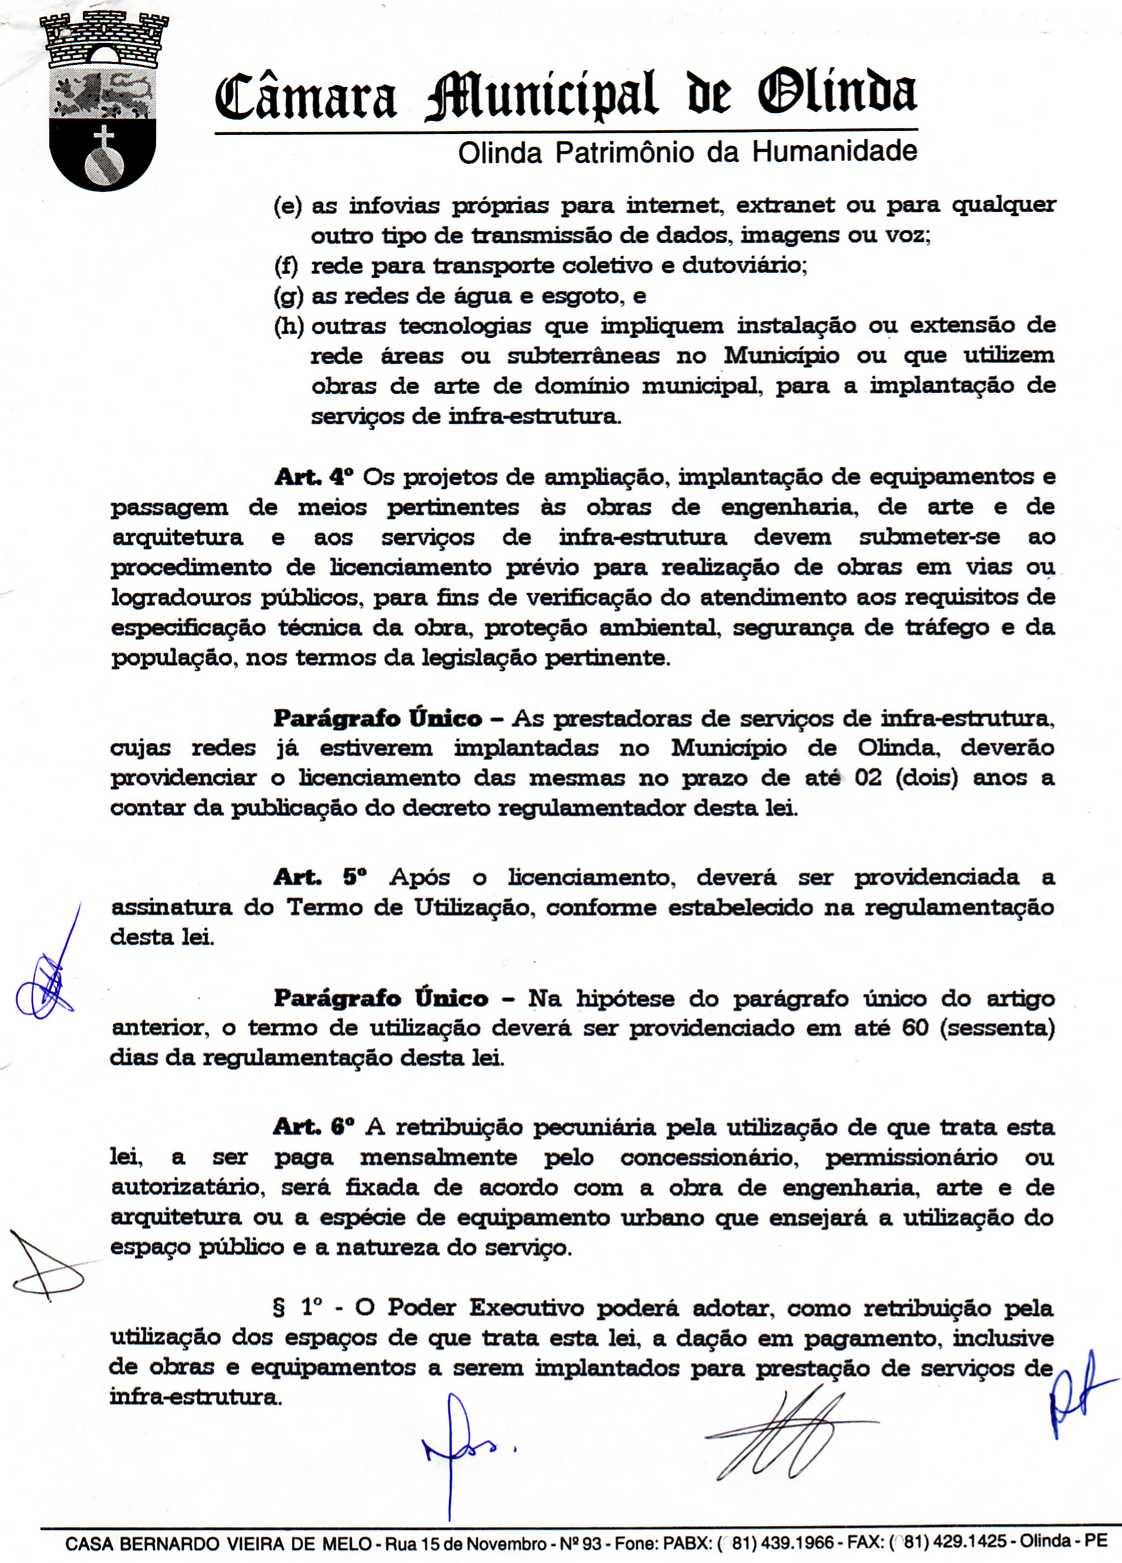 Câmara Municipal de Olinda
Olinda Patrimônio da Humanidade
(e) as infovias próprias para internet, extranet ou para qualquer
outro tipo de transmissão de dados, imagens ou voz;
(f) rede para transporte coletivo e dutoviário;
(g) as redes de água e esgoto, e
(h) outras tecnologias que impliquem instalação ou extensão de
rede áreas ou subterrâneas no Município ou que utilizem
obras de arte de domínio municipal, para a implantação de
serviços de infra-estrutura.
Art. 4º Os projetos de ampliação, implantação de equipamentos e
passagem de meios pertinentes às obras de engenharia, de arte e de
arquitetura e aos serviços de infra-estrutura devem submeter-se ao
procedimento de licenciamento prévio para realização de obras em vias ou
logradouros públicos, para fins de verificação do atendimento aos requisitos de
especificação técnica da obra, proteção ambiental, segurança de tráfego e da
população, nos termos da legislação pertinente.
Parágrafo Único – As prestadoras de serviços de infra-estrutura,
cujas redes já estiverem implantadas no Município de Olinda, deverão
providenciar o licenciamento das mesmas no prazo de até 02 (dois) anos a
contar da publicação do decreto regulamentador desta lei.
Art. 5º Após o licenciamento, deverá ser providenciada a
assinatura do Termo de Utilização, conforme estabelecido na regulamentação
desta lei.
Parágrafo Único – Na hipótese do parágrafo único do artigo
anterior, o termo de utilização deverá ser providenciado em até 60 (sessenta)
dias da regulamentação desta lei.
Art. 6º A retribuição pecuniária pela utilização de que trata esta
lei, a ser paga mensalmente pelo concessionário, permissionário ou
autorizatário, será fixada de acordo com a obra de engenharia, arte e de
arquitetura ou a espécie de equipamento urbano que ensejará a utilização do
espaço público e a natureza do serviço.
§ 1º - O Poder Executivo poderá adotar, como retribuição pela
utilização dos espaços de que trata esta lei, a dação em pagamento, inclusive
de obras e equipamentos a serem implantados para prestação de serviços de
infra-estrutura.
CASA BERNARDO VIEIRA DE MELO - Rua 15 de Novembro - Nº 93 - Fone: PABX: ( 81) 439.1966 - FAX: ( 81) 429.1425 - Olinda - PE